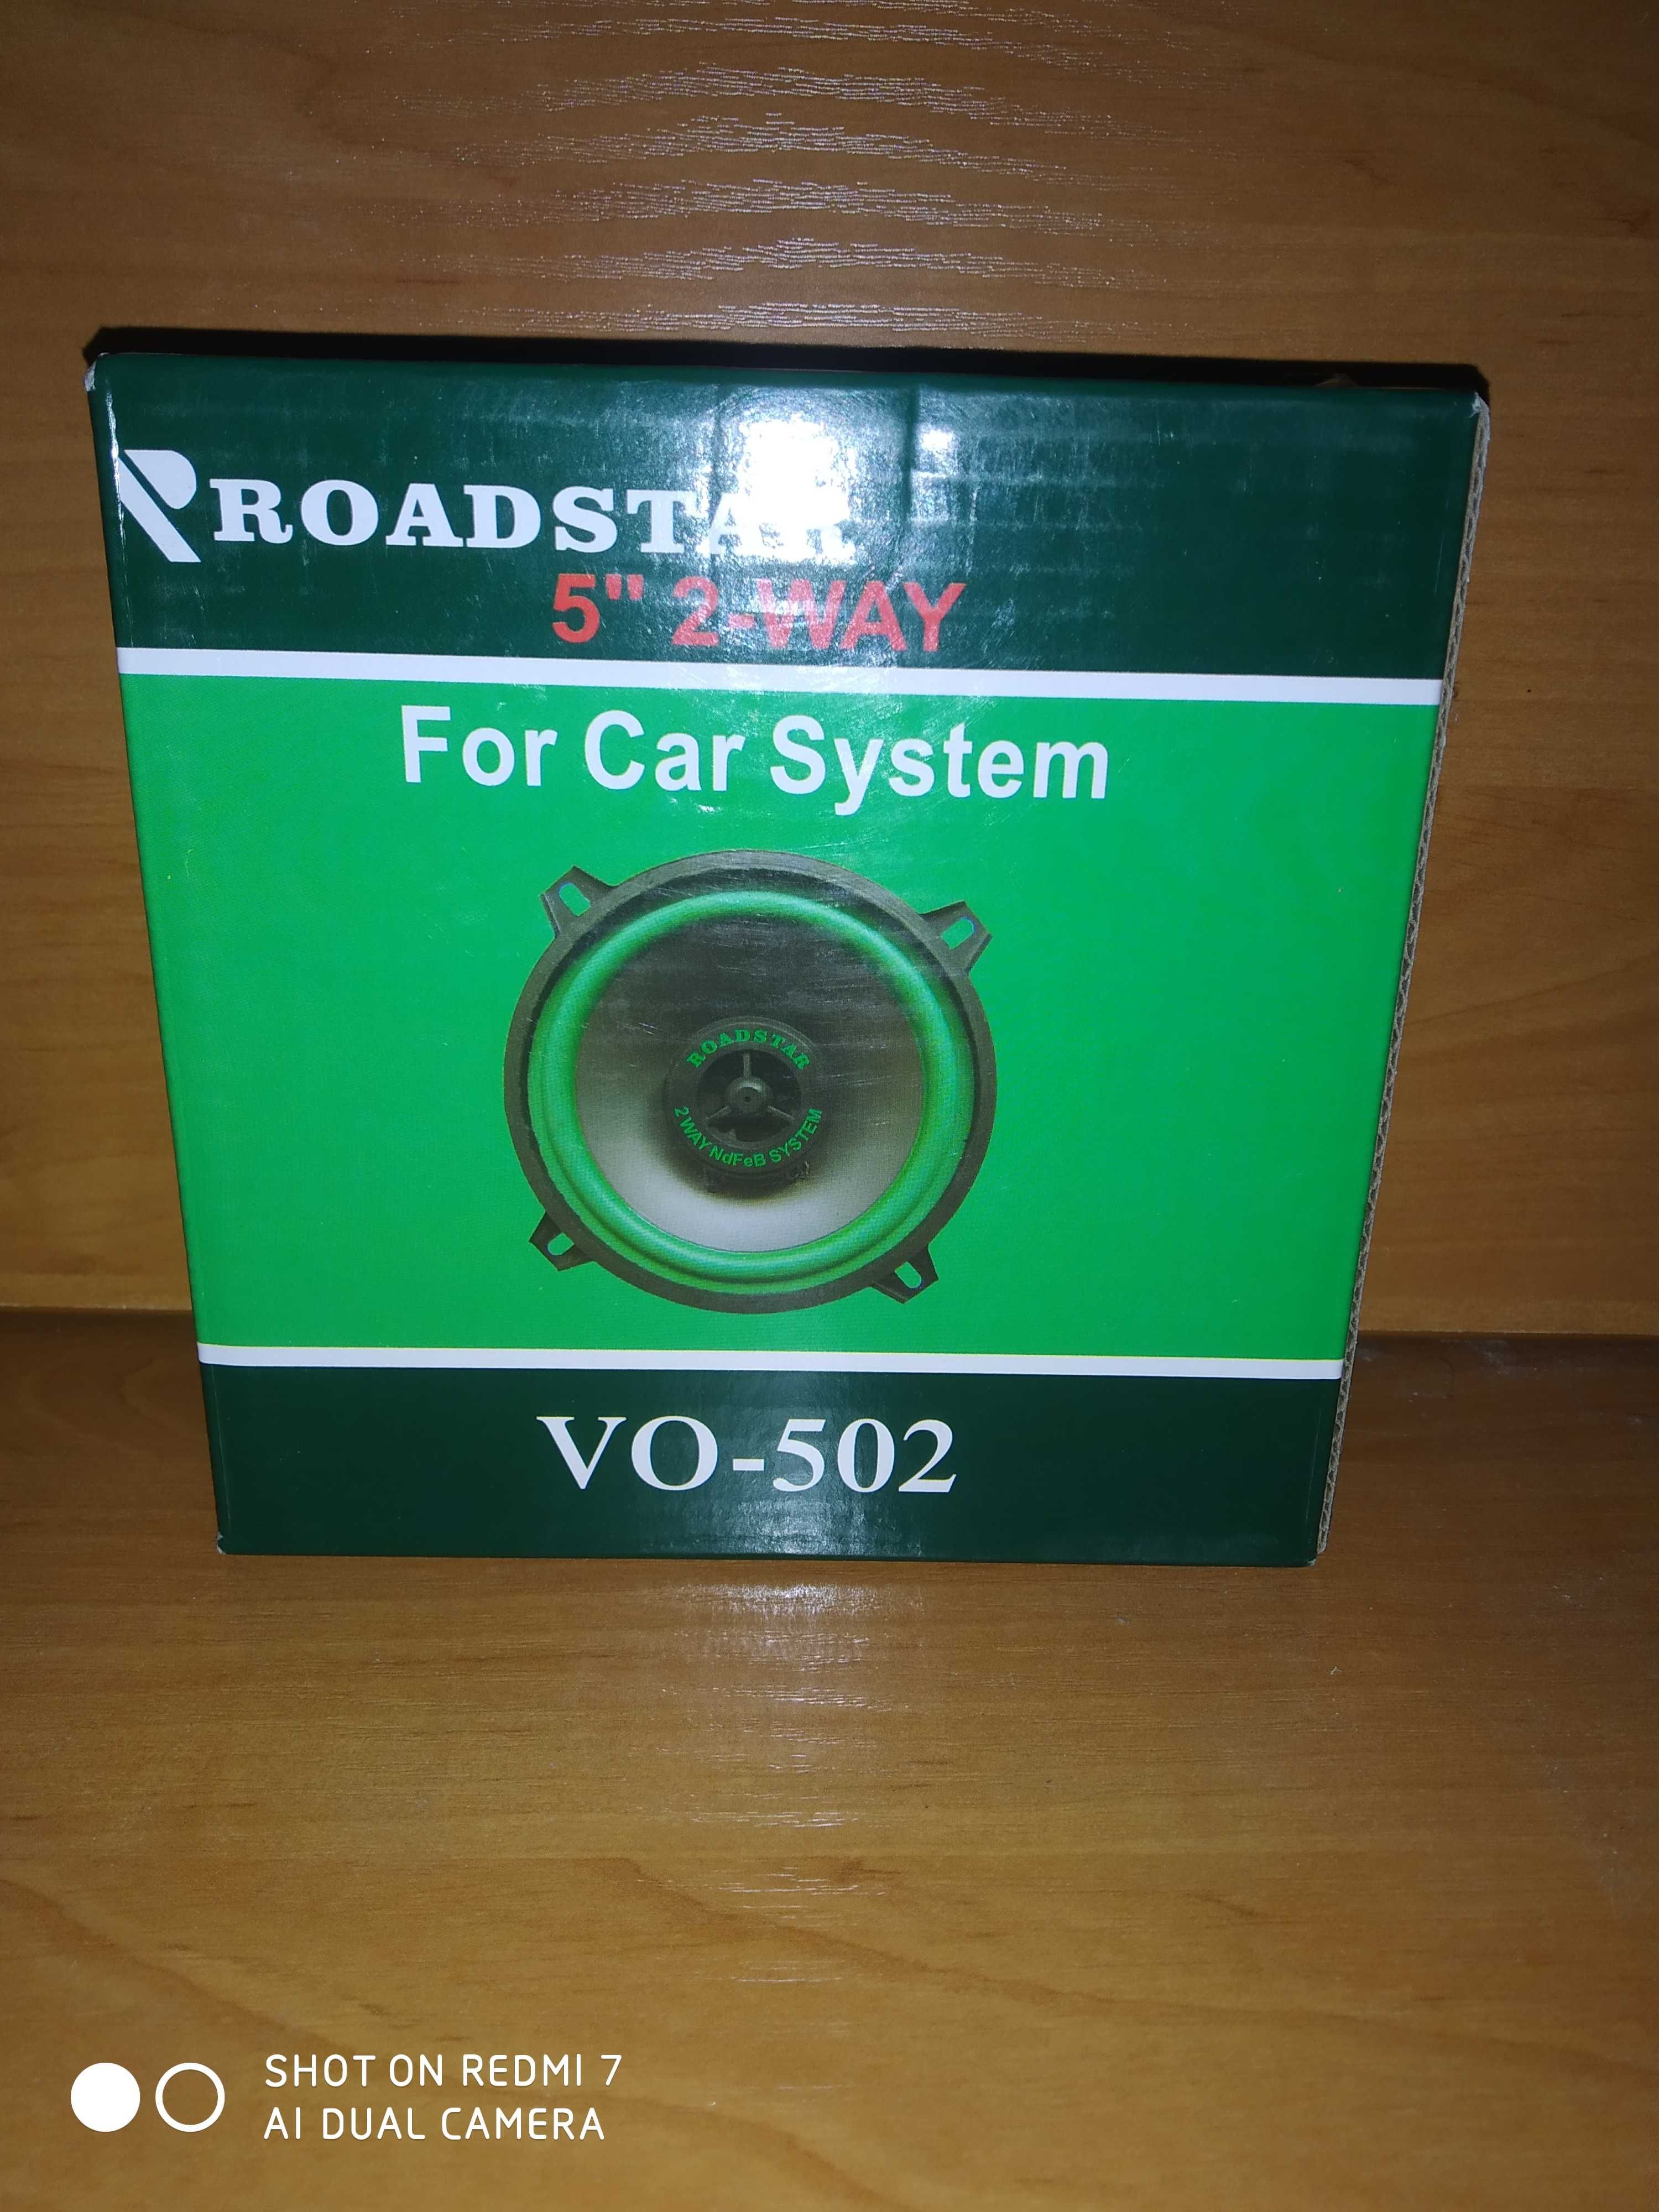 ROADSTAR
5" 2-WAY
For Car System
ROADSTAR
2 WAY NdFeB SYSTEM
VO-502
SHOT ON REDMI 7
AI DUAL CAMERA